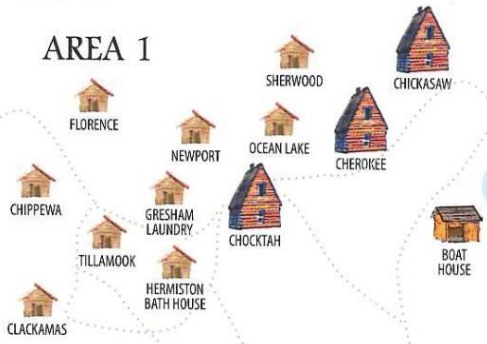 AREA 1
SHERWOOD
CHICKASAW
FLORENCE
NEWPORT
OCEAN LAKE
CHEROKEE
CHIPPEWA
GRESHAM
LAUNDRY
CHOCKTAH
TILLAMOOK
BOAT
HOUSE
HERMISTON
BATH HOUSE
CLACKAMAS